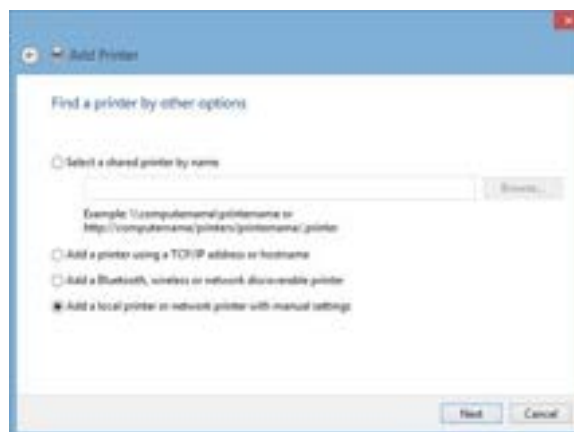 Add Printer
Find a printer by other options
Select a shared printer by name
Browse...
Example: \\computername\printername or
http://computername/printers/printername/.printer
Add a printer using a TCP/IP address or hostname
Add a Bluetooth, wireless or network discoverable printer
Add a local printer or network printer with manual settings
Next
Cancel